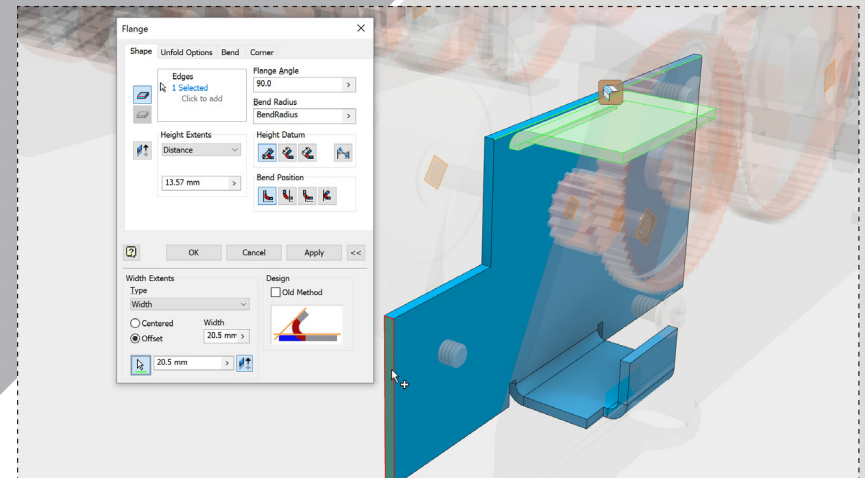 Flange
Shape Unfold Options Bend Corner
Edges
1 Selected
Click to add
Flange Angle
90.0 >
Bend Radius
BendRadius >
Height Extents
Distance
13.57 mm >
Height Datum
Bend Position
OK Cancel Apply <<
Width Extents
Type
Width
Centered
Offset
Width
20.5 mm >
20.5 mm >
Design
Old Method